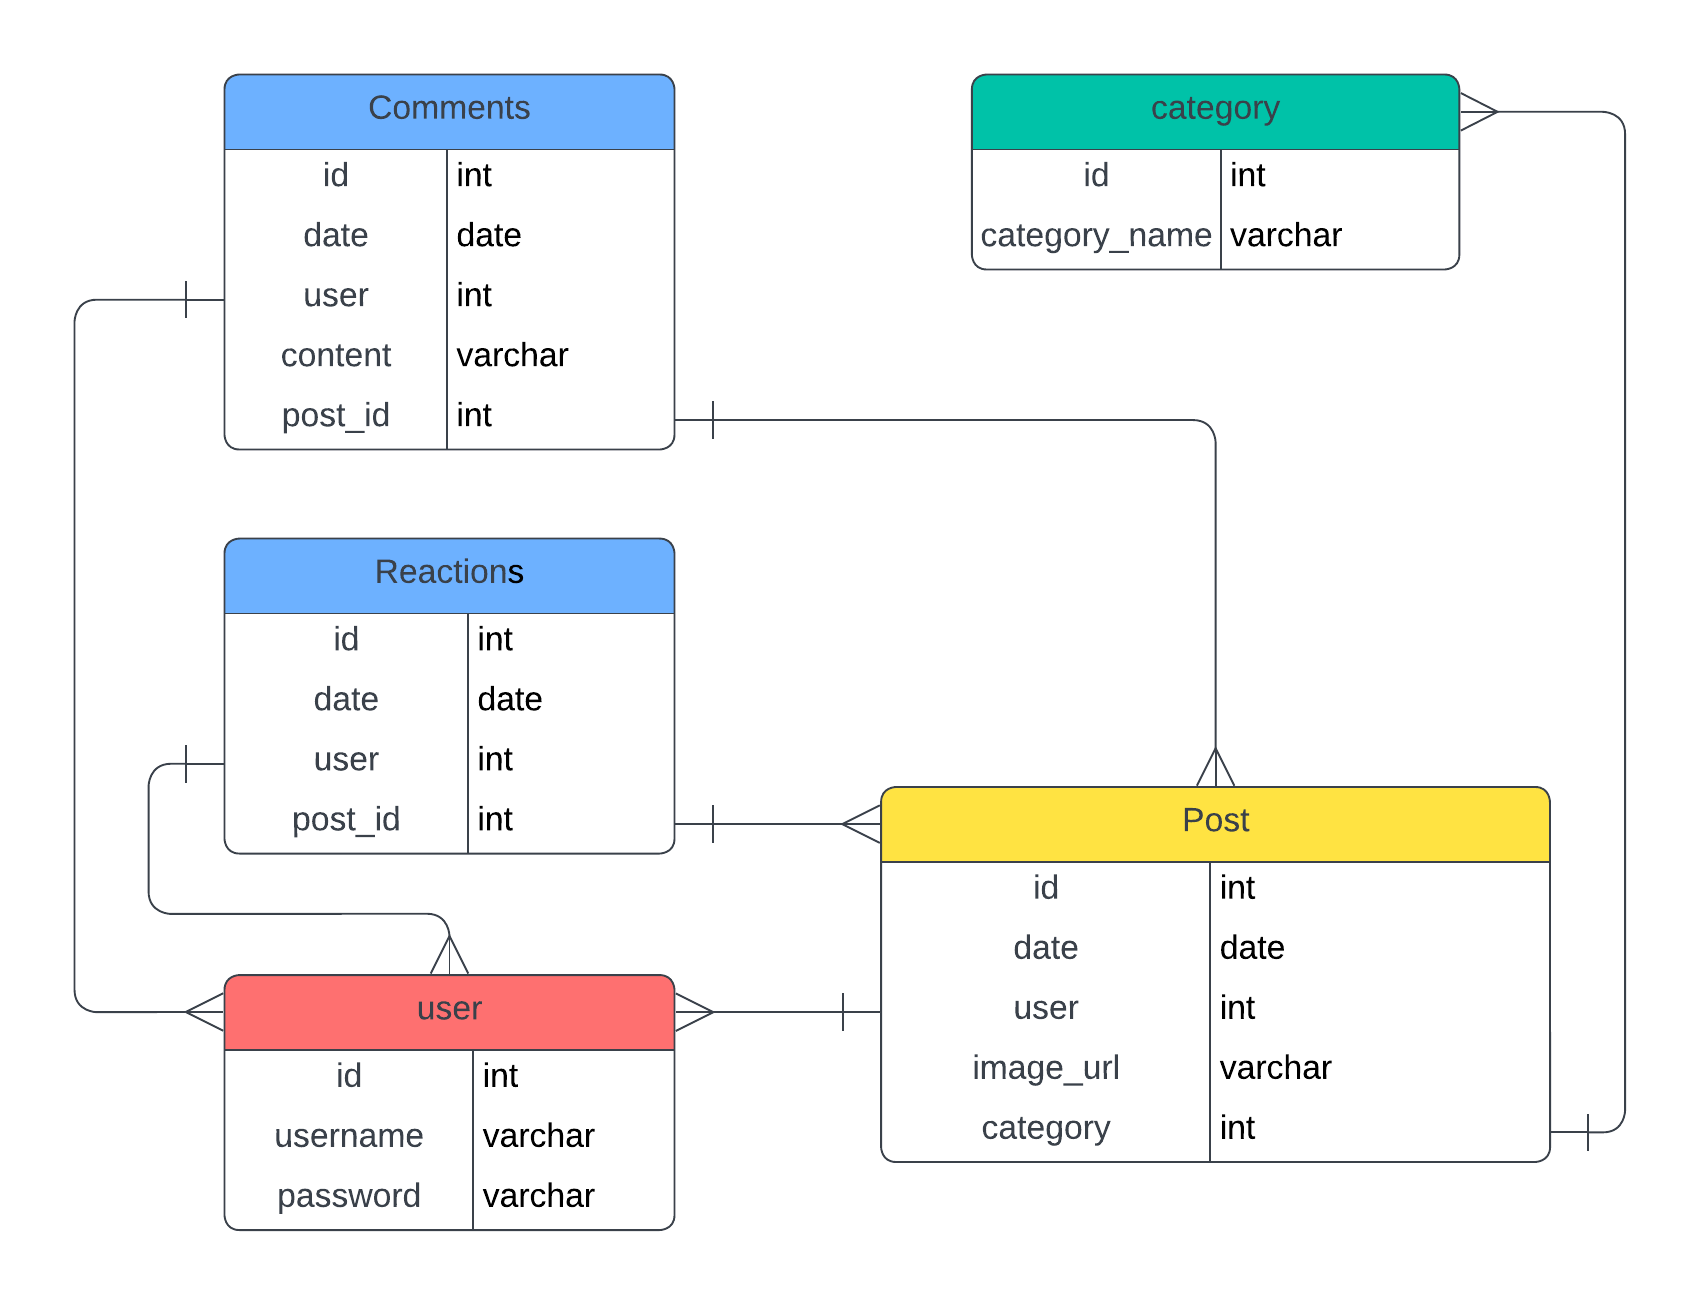 Comments
id int
date date
user int
content varchar
post_id int
category
id int
category_name varchar
Reactions
id int
date date
user int
post_id int
Post
id int
date date
user int
image_url varchar
category int
user
id int
username varchar
password varchar